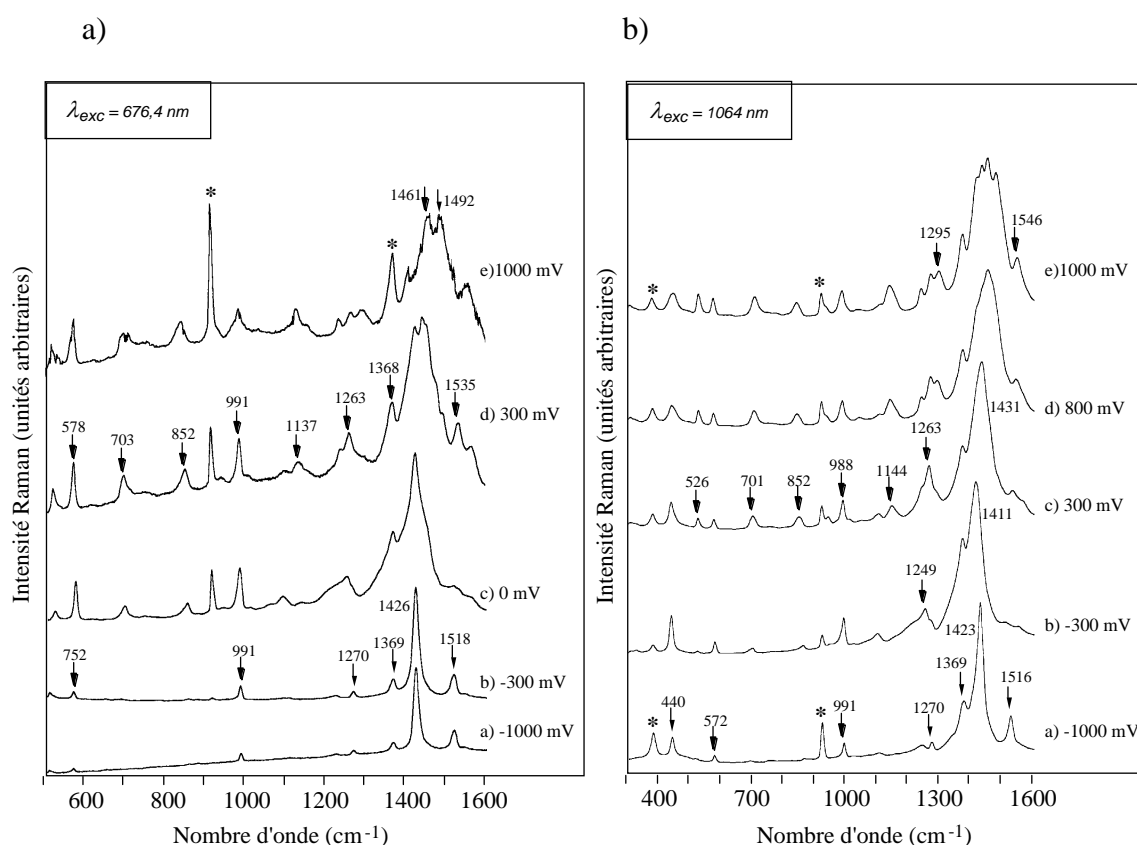 a)
λexc = 676,4 nm
*
1461
1492
*
e)1000 mV
1368
1535
1263
991
578
703
852
1137
d) 300 mV
c) 0 mV
1426
752
991
1270
1369
1518
b) -300 mV
a) -1000 mV
600 800 1000 1200 1400 1600
Nombre d'onde (cm-1)
Intensité Raman (unités arbitraires)
b)
λexc = 1064 nm
1295
1546
*
*
e)1000 mV
d) 800 mV
1431
1263
526
701
852
988
1144
c) 300 mV
1411
1249
b) -300 mV
1423
1369
1516
*
440
572
*
991
1270
a) -1000 mV
400 700 1000 1300 1600
Nombre d'onde (cm-1)
Intensité Raman (unités arbitraires)